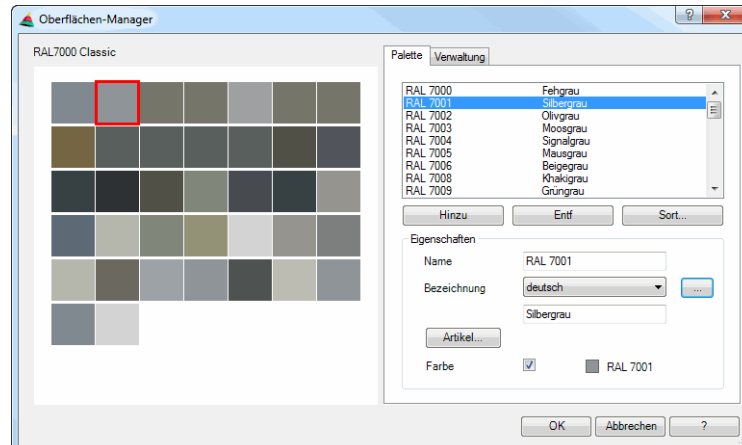 Oberflächen-Manager
RAL7000 Classic
Palette Verwaltung
RAL 7000 Fehgrau
RAL 7001 Silbergrau
RAL 7002 Olivgrau
RAL 7003 Moosgrau
RAL 7004 Signalgrau
RAL 7005 Mausgrau
RAL 7006 Beigegrau
RAL 7008 Khakigrau
RAL 7009 Grüngrau
Hinzu Entf Sort...
Eigenschaften
Name RAL 7001
Bezeichnung deutsch ...
Silbergrau
Artikel...
Farbe RAL 7001
OK Abbrechen ?